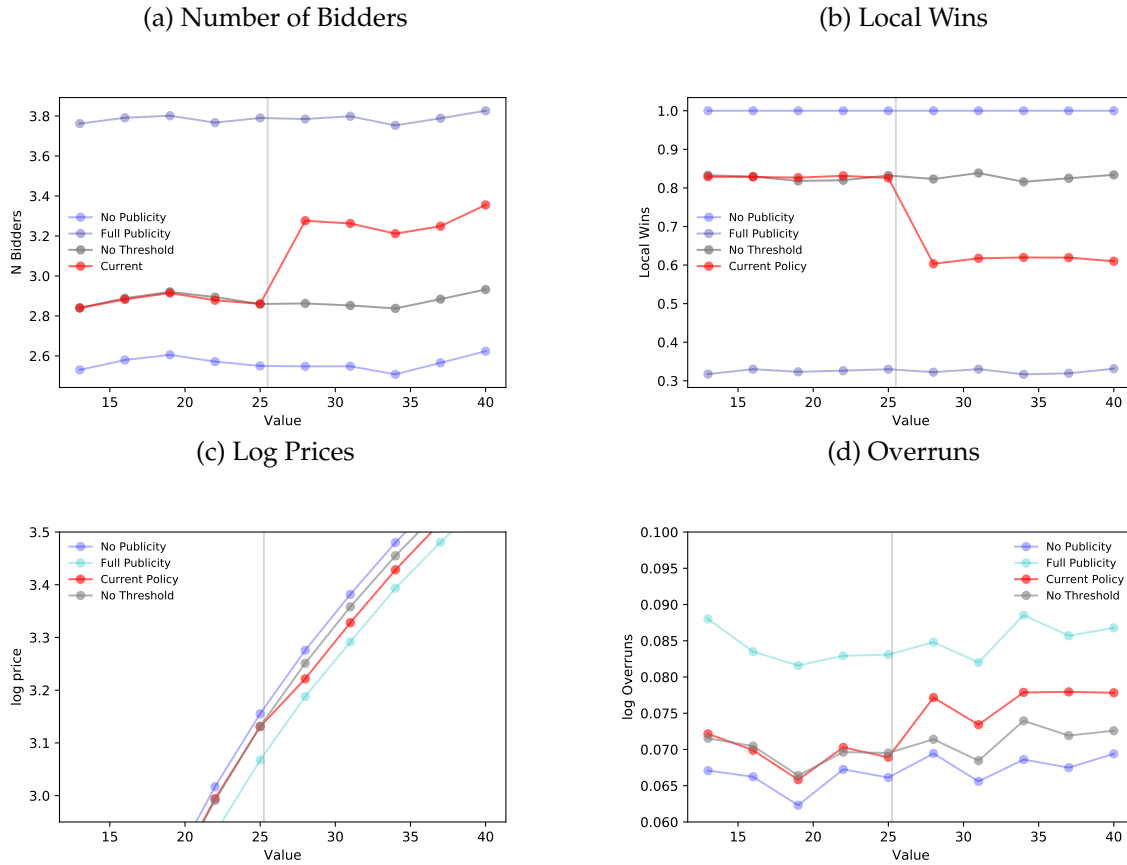 (a) Number of Bidders
3.8
3.6
3.4
3.2
3.0
2.8
2.6
N Bidders
No Publicity
Full Publicity
No Threshold
Current
15 20 25 30 35 40
Value
(b) Local Wins
1.0
0.9
0.8
0.7
0.6
0.5
0.4
0.3
Local Wins
No Publicity
Full Publicity
No Threshold
Current Policy
15 20 25 30 35 40
Value
(c) Log Prices
3.5
3.4
3.3
3.2
3.1
3.0
log price
No Publicity
Full Publicity
Current Policy
No Threshold
15 20 25 30 35 40
Value
(d) Overruns
0.100
0.095
0.090
0.085
0.080
0.075
0.070
0.065
0.060
log Overruns
No Publicity
Full Publicity
Current Policy
No Threshold
15 20 25 30 35 40
Value